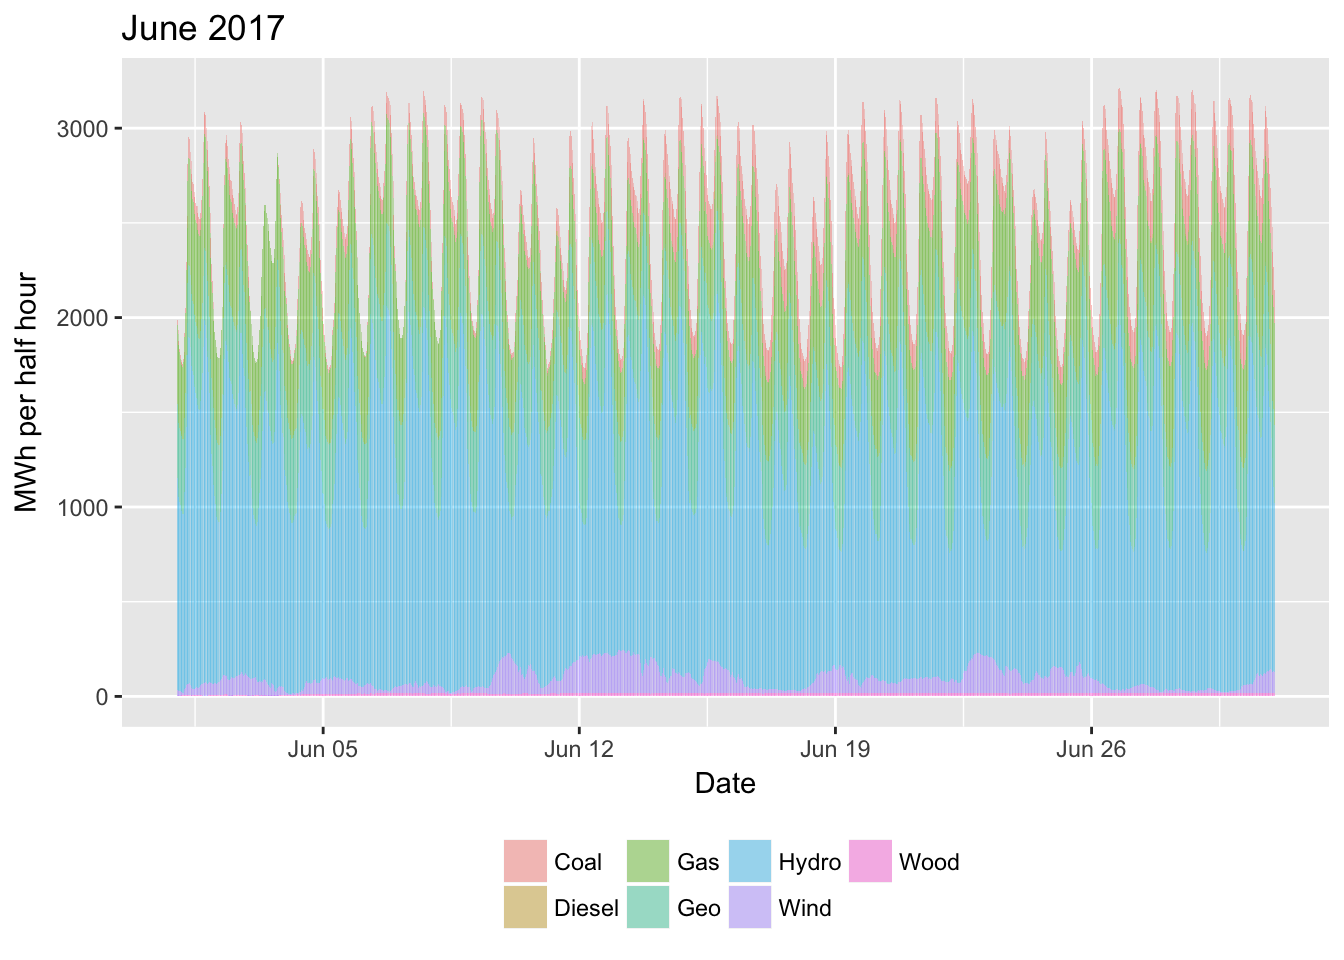 June 2017
MWh per half hour
3000
2000
1000
0
Jun 05 Jun 12 Jun 19 Jun 26
Date
Coal Gas Hydro Wood
Diesel Geo Wind